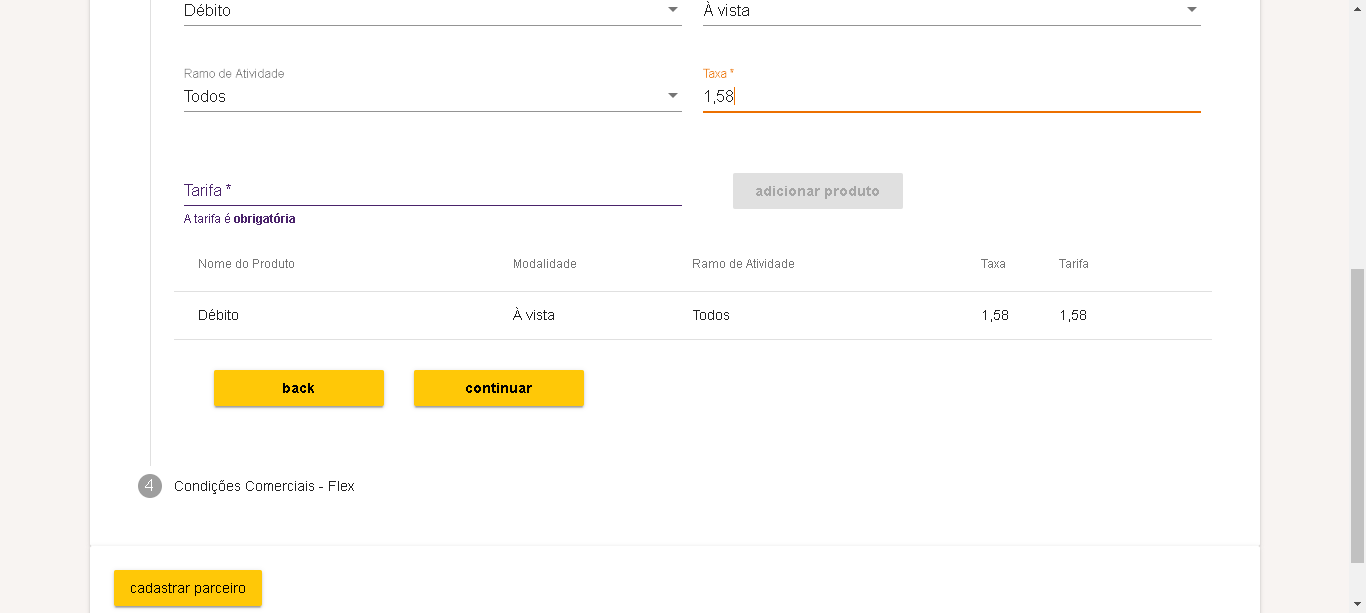 Débito À vista
Ramo de Atividade Taxa *
Todos 1,58
Tarifa * adicionar produto
A tarifa é obrigatória
Nome do Produto Modalidade Ramo de Atividade Taxa Tarifa
Débito À vista Todos 1,58 1,58
back continuar
4 Condições Comerciais - Flex
cadastrar parceiro